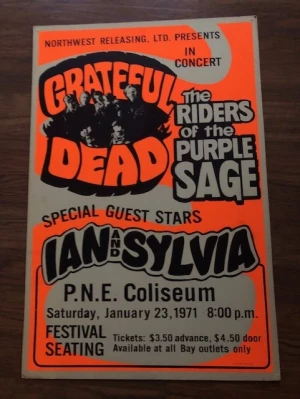 NORTHWEST RELEASING, LTD. PRESENTS
IN
CONCERT
GRATEFUL
DEAD
the
RIDERS
of the
PURPLE
SAGE
SPECIAL GUEST STARS
IAN AND SYLVIA
P.N.E. Coliseum
Saturday, January 23, 1971 8:00 p.m.
FESTIVAL
SEATING
Tickets: $3.50 advance, $4.50 door
Available at all Bay outlets only